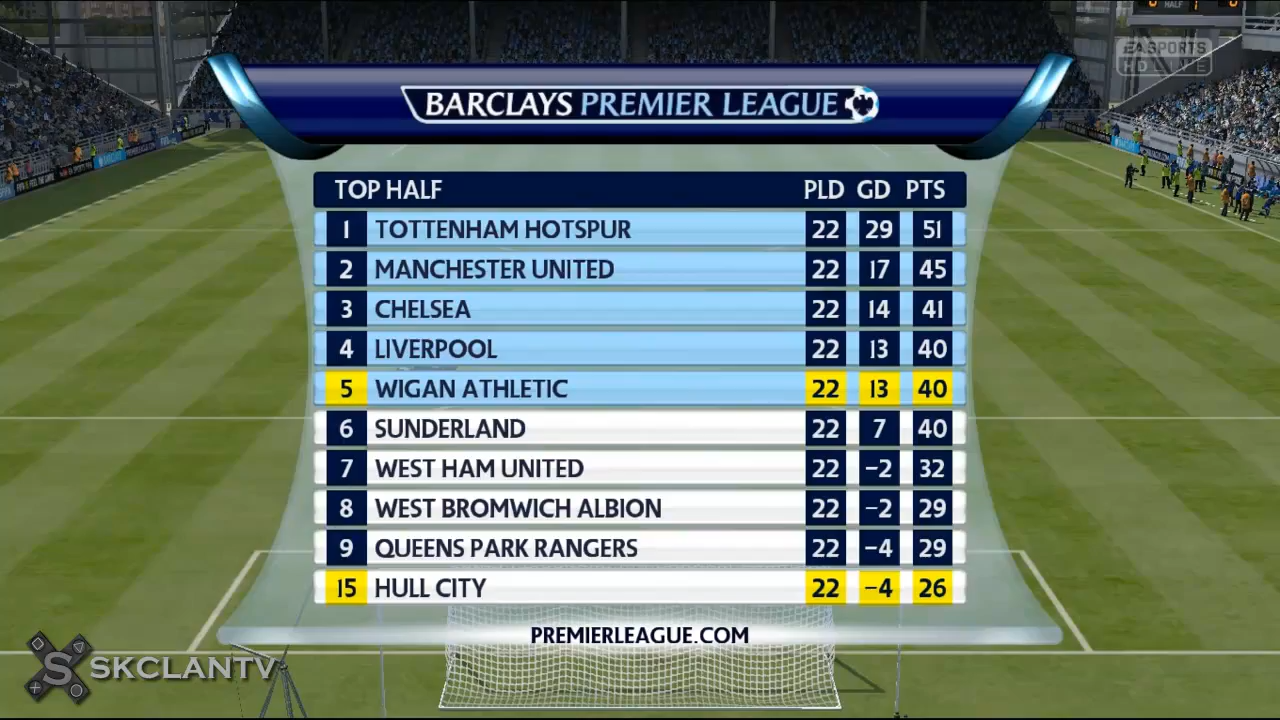 HALF
EA SPORTS
HD LIVE
BARCLAYS PREMIER LEAGUE
TOP HALF PLD GD PTS
1 TOTTENHAM HOTSPUR 22 29 51
2 MANCHESTER UNITED 22 17 45
3 CHELSEA 22 14 41
4 LIVERPOOL 22 13 40
5 WIGAN ATHLETIC 22 13 40
6 SUNDERLAND 22 7 40
7 WEST HAM UNITED 22 -2 32
8 WEST BROMWICH ALBION 22 -2 29
9 QUEENS PARK RANGERS 22 -4 29
15 HULL CITY 22 -4 26
PREMIERLEAGUE.COM
S SKCLANTV